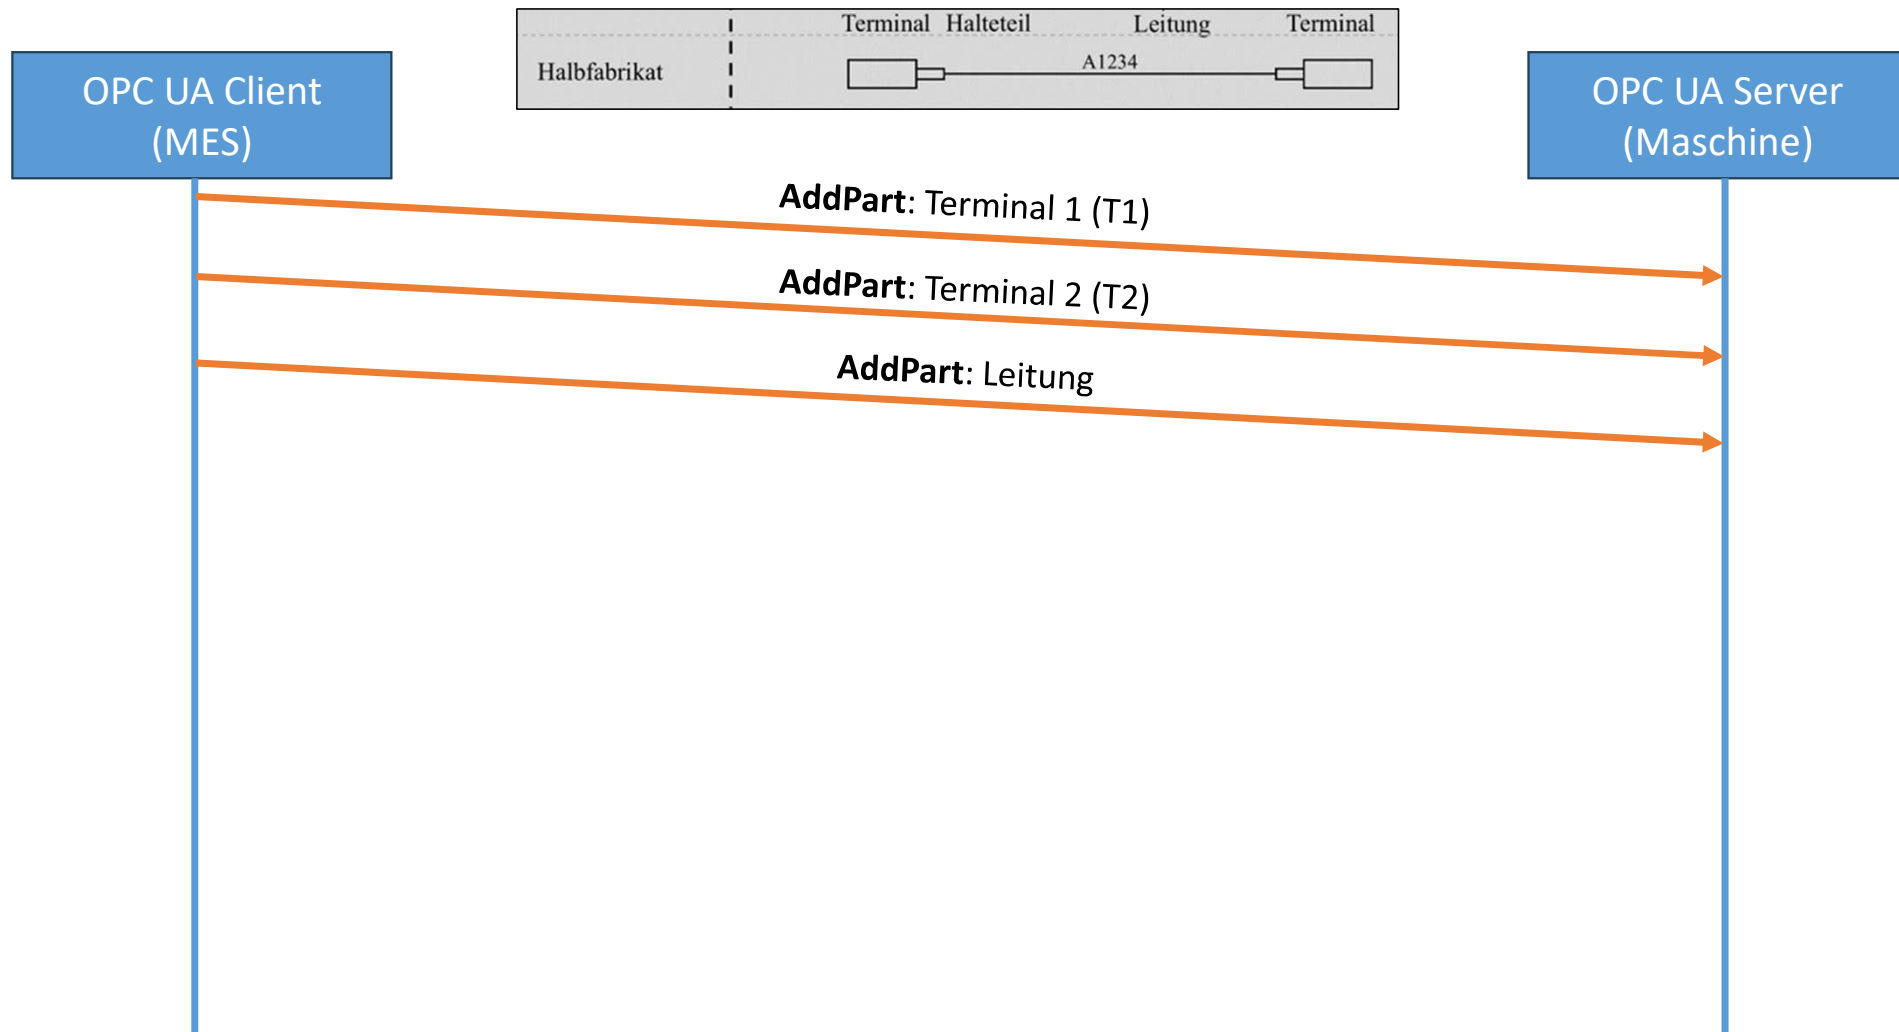 Terminal Halteteil Leitung Terminal
Halbfabrikat
A1234
OPC UA Client
(MES)
OPC UA Server
(Maschine)
AddPart: Terminal 1 (T1)
AddPart: Terminal 2 (T2)
AddPart: Leitung